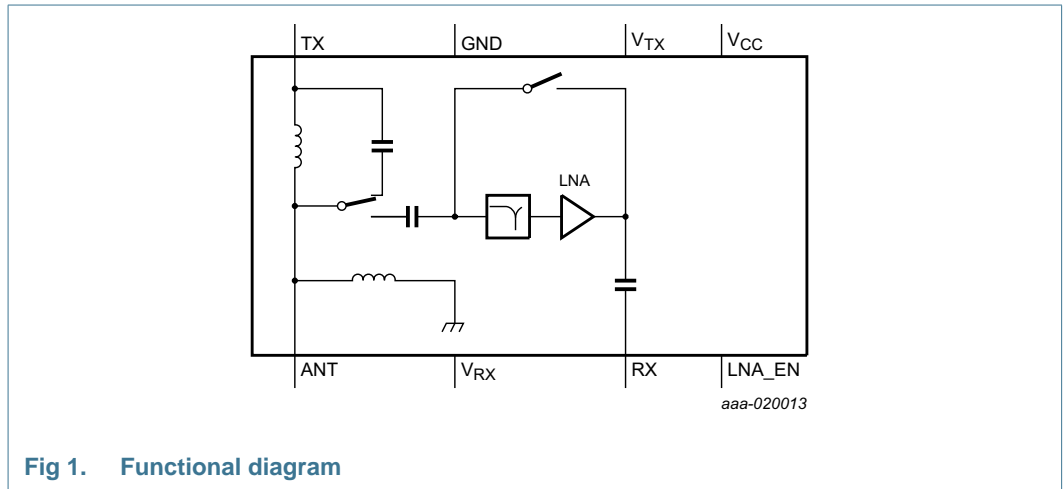 TX GND VTX VCC
LNA
ANT VRX RX LNA_EN
aaa-020013
Fig 1. Functional diagram